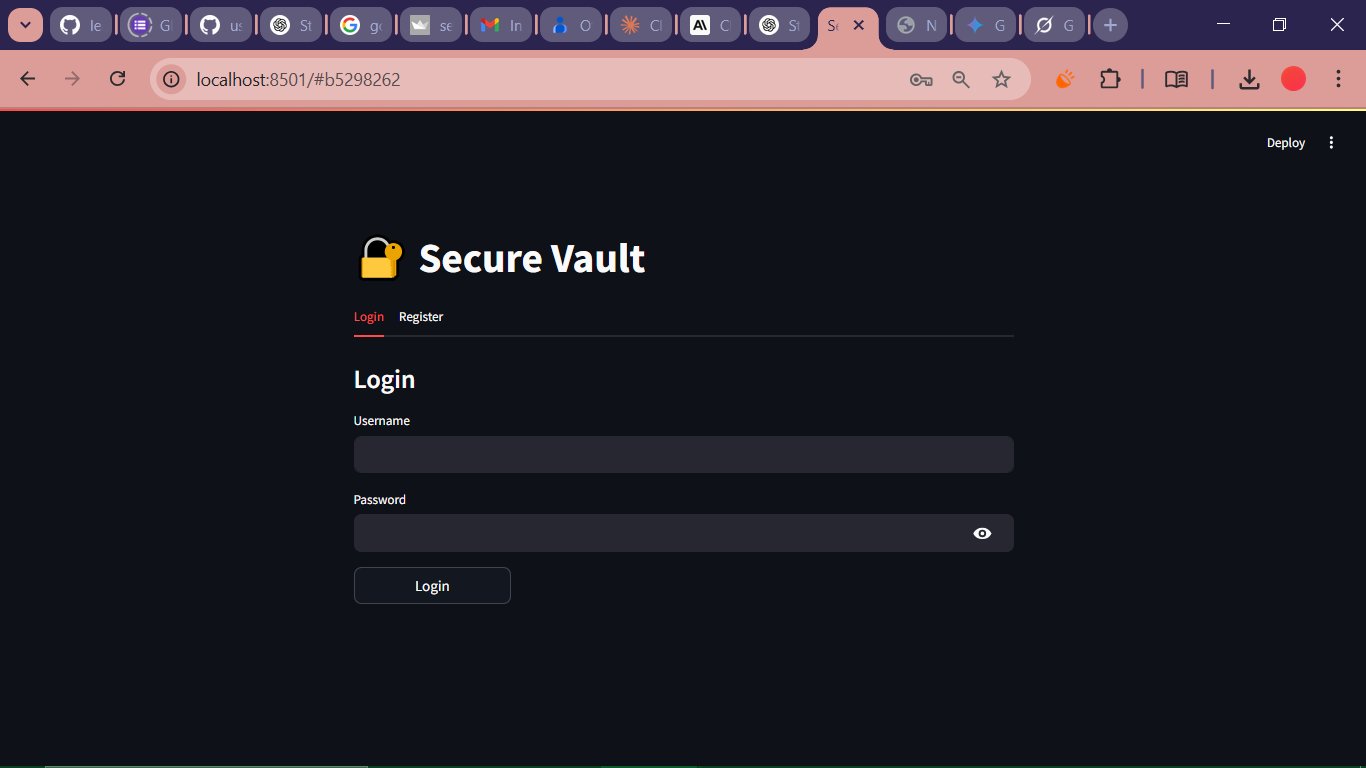 le
G
us
St
go
se
In
O
Cl
Cl
St
Se
N
G
G
localhost:8501/#b5298262
Deploy
Secure Vault
Login
Register
Login
Username
Password
Login